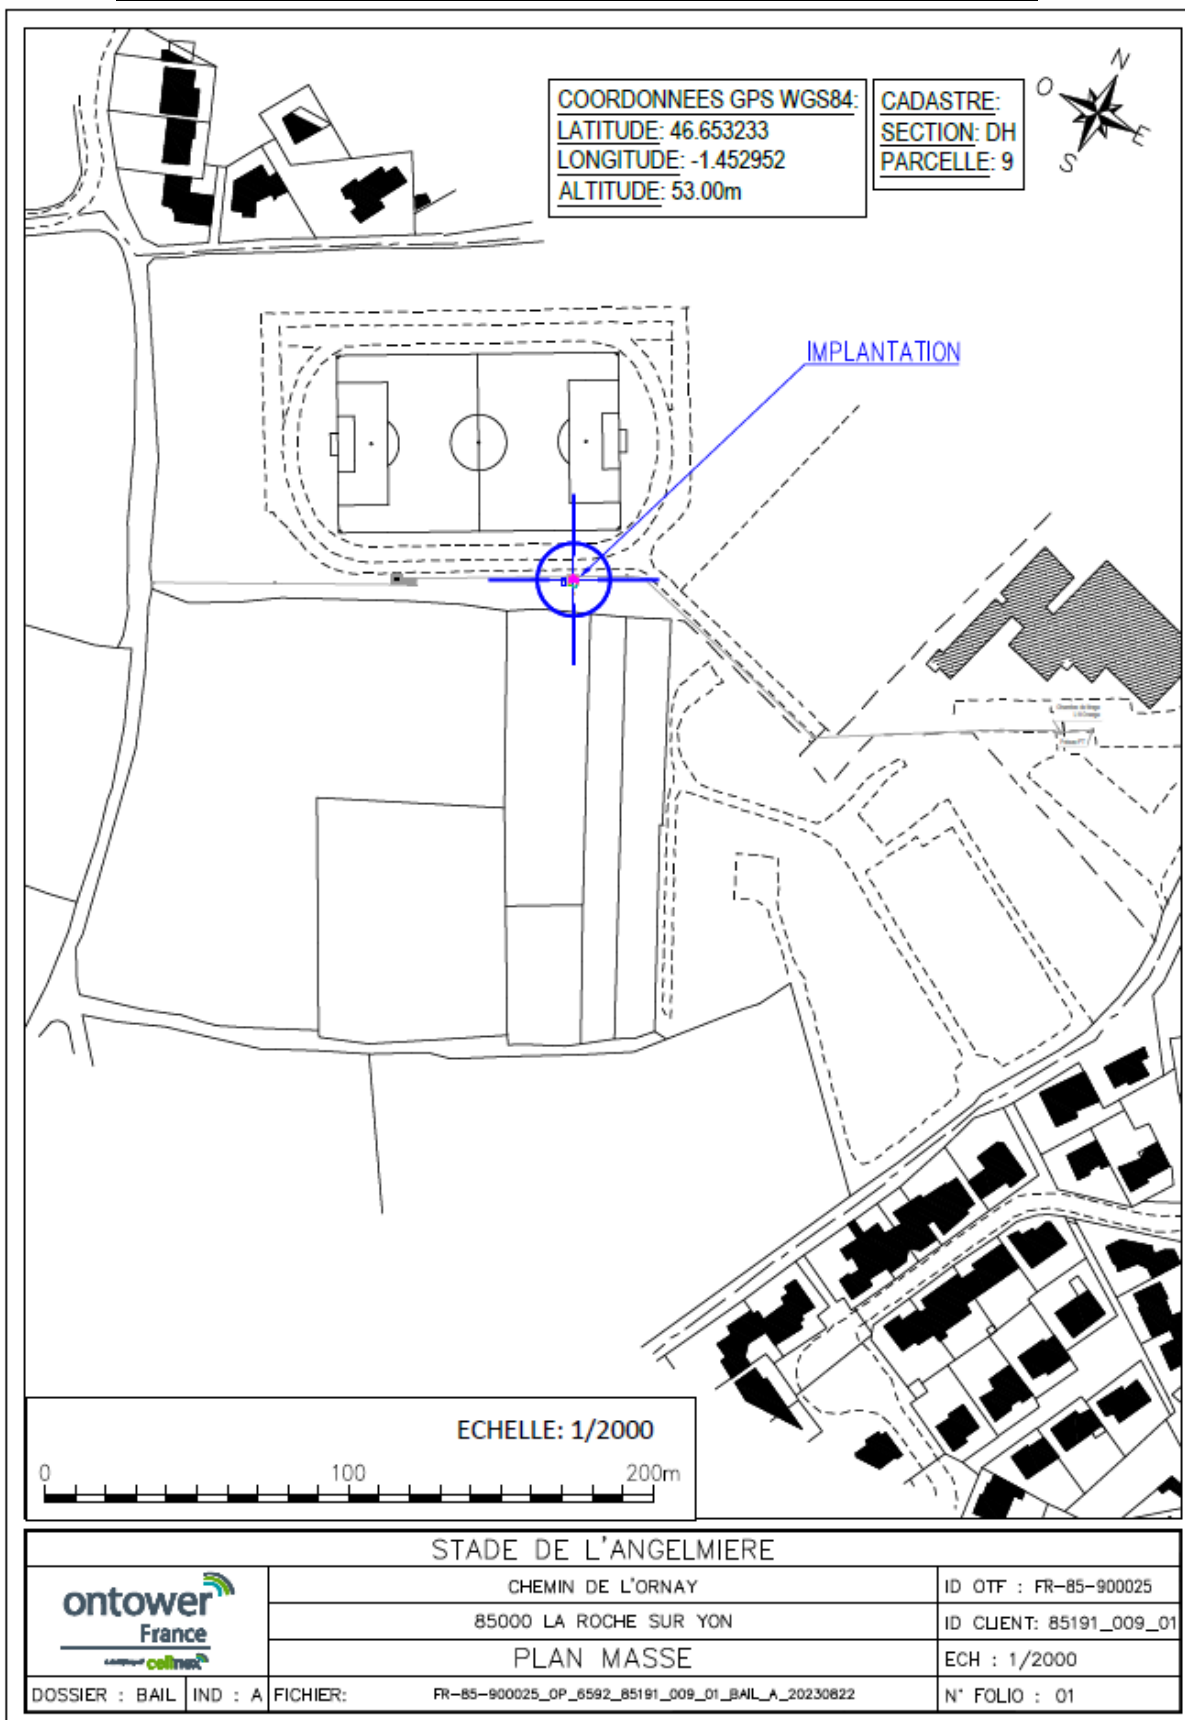 COORDONNEES GPS WGS84:
LATITUDE: 46.653233
LONGITUDE: -1.452952
ALTITUDE: 53.00m
CADASTRE:
SECTION: DH
PARCELLE: 9
N
O
E
S
IMPLANTATION
ECHELLE: 1/2000
0 100 200m
STADE DE L'ANGELMIERE
ontower
France
cellnex
CHEMIN DE L'ORNAY
85000 LA ROCHE SUR YON
PLAN MASSE
ID OTF : FR-85-900025
ID CLIENT: 85191_009_01
ECH : 1/2000
DOSSIER : BAIL
IND : A
FICHIER: FR-85-900025_OP_6592_85191_009_01_BAIL_A_20230822
N° FOLIO : 01